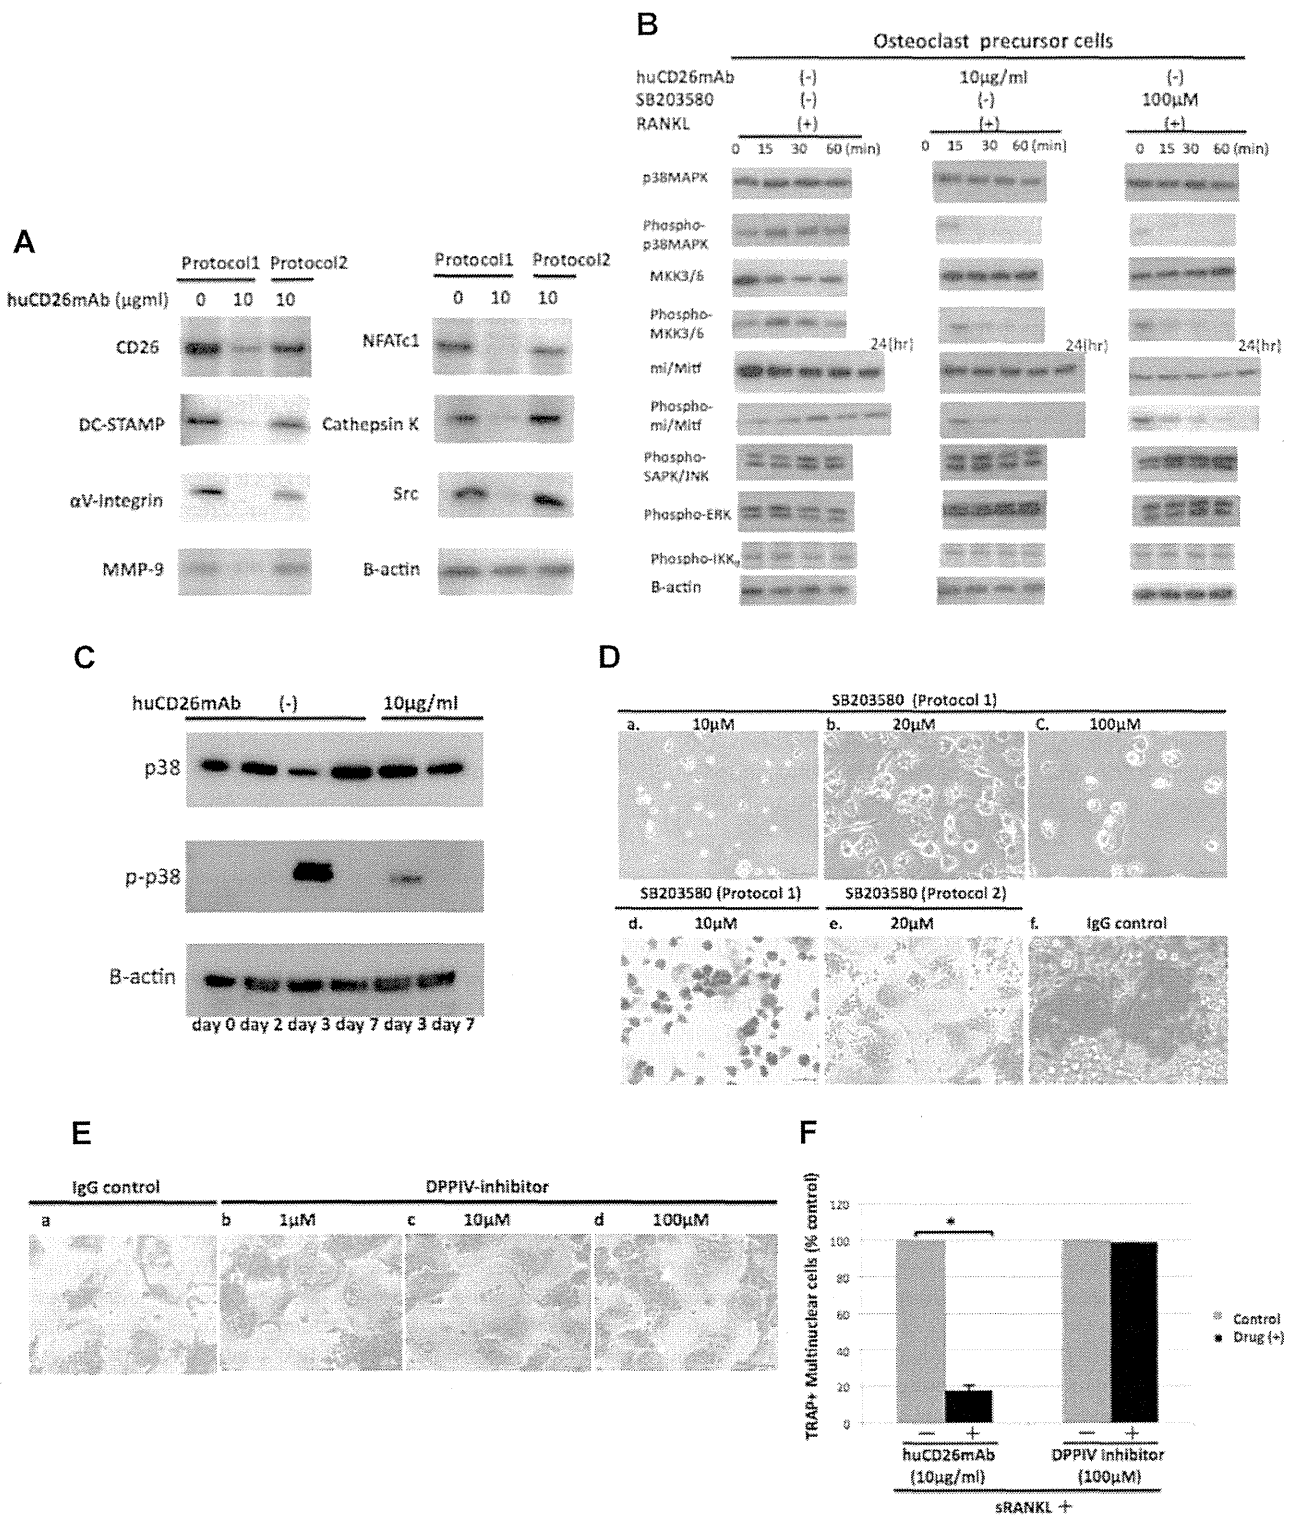 A
Protocol1 Protocol2
huCD26mAb (µgml) 0 10 10
CD26
DC-STAMP
αV-Integrin
MMP-9
Protocol1 Protocol2
0 10 10
NFATc1
Cathepsin K
Src
B-actin
B
Osteoclast precursor cells
huCD26mAb (-) 10µg/ml (-)
SB203580 (-) (-) 100µM
RANKL (+) (+) (+)
0 15 30 60 (min) 0 15 30 60 (min) 0 15 30 60 (min)
p38MAPK
Phospho-
p38MAPK
MKK3/6
Phospho-
MKK3/6
24(hr) 24(hr) 24(hr)
mi/Mitf
Phospho-
mi/Mitf
Phospho-
SAPK/JNK
Phospho-ERK
Phospho-IKKα
B-actin
C
huCD26mAb (-) 10µg/ml
p38
p-p38
B-actin
day 0 day 2 day 3 day 7 day 3 day 7
D
SB203580 (Protocol 1)
a. 10µM b. 20µM C. 100µM
SB203580 (Protocol 1) SB203580 (Protocol 2)
d. 10µM e. 20µM f. IgG control
E
IgG control DPPIV-inhibitor
a b 1µM c 10µM d 100µM
F
TRAP+ Multinuclear cells (% control)
120
100
80
60
40
20
0
Control
Drug (+)
− + − +
huCD26mAb DPPIV inhibitor
(10µg/ml) (100µM)
sRANKL +
*